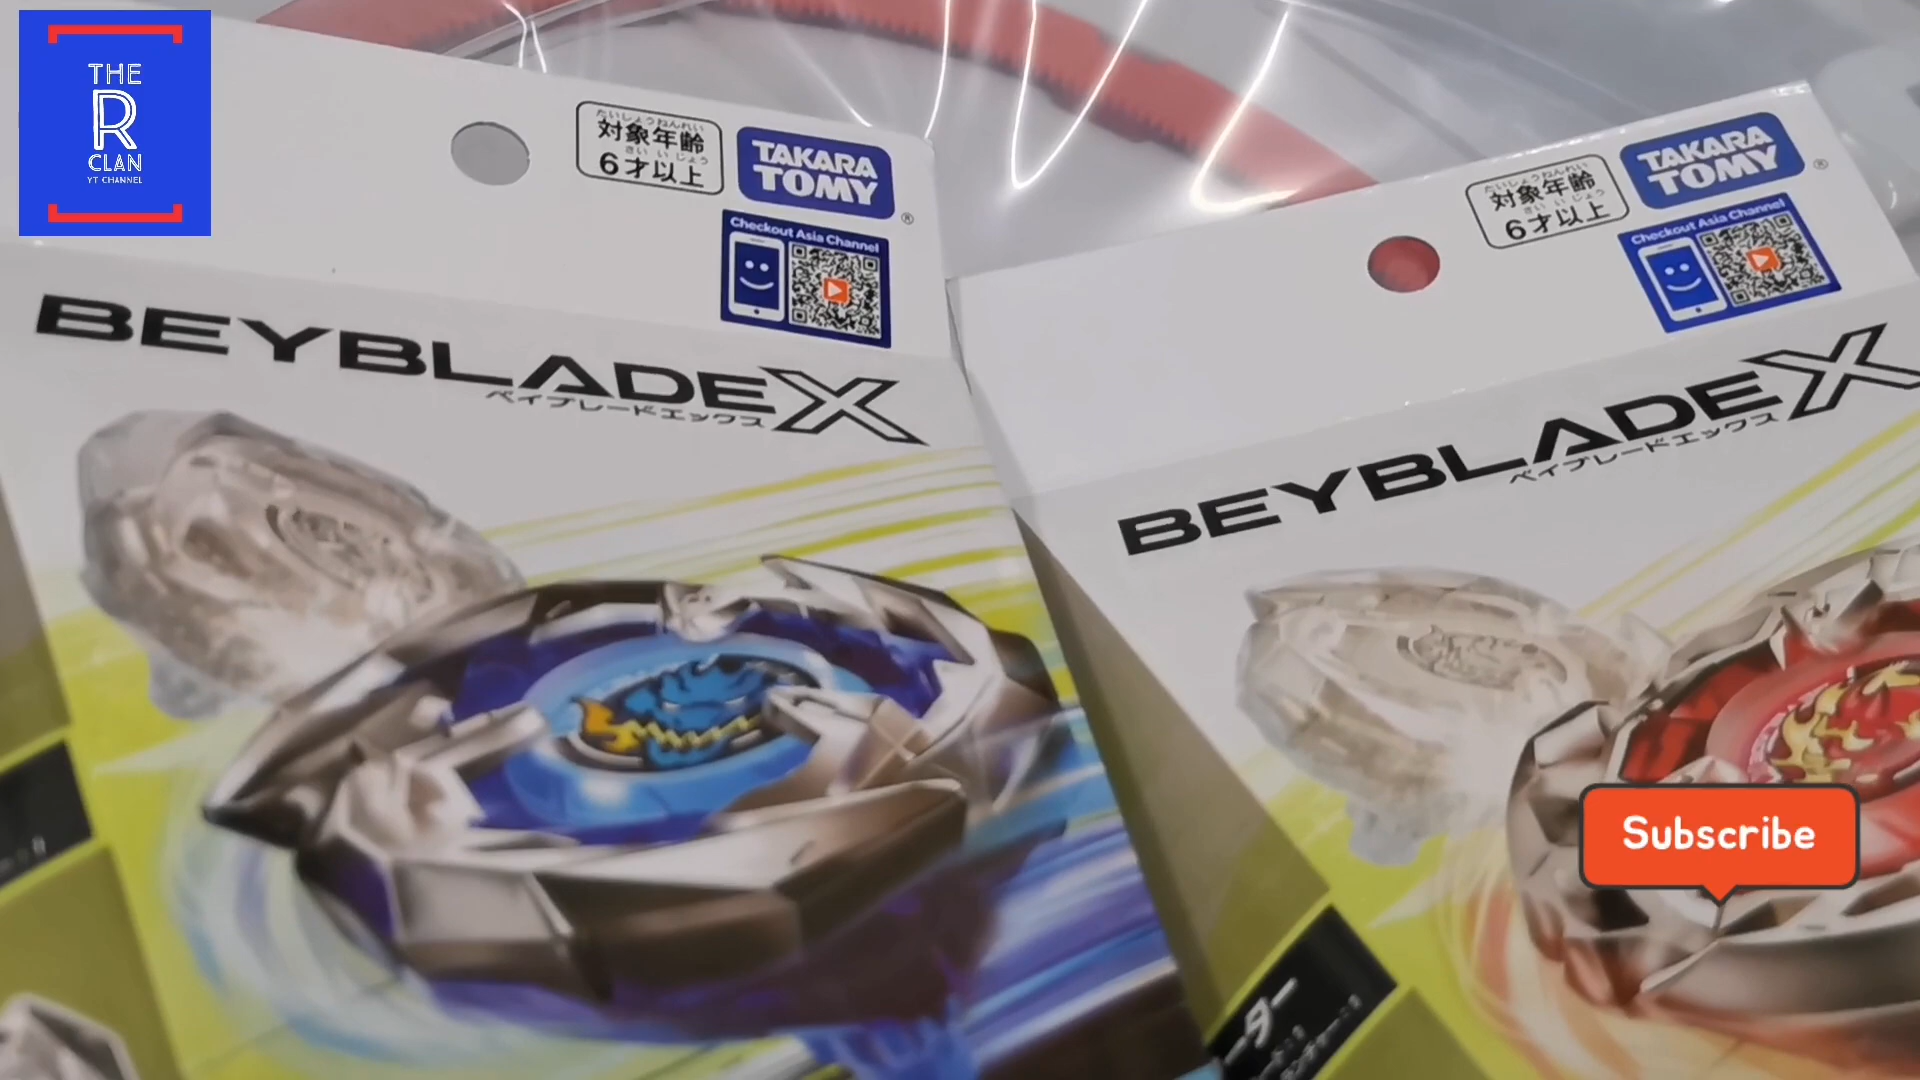 THE
R
CLAN
YT CHANNEL
たいしょうねんれい
対象年齢
さい いじょう
6才以上
TAKARA
TOMY
®
Checkout Asia Channel
BEYBLADE X
ベイブレードエックス
たいしょうねんれい
対象年齢
さい いじょう
6才以上
TAKARA
TOMY
®
Checkout Asia Channel
BEYBLADE X
ベイブレードエックス
Subscribe
ーター